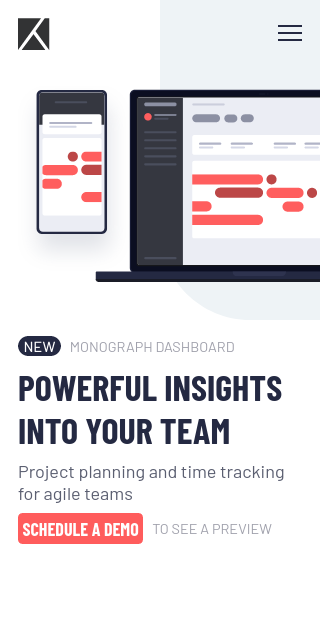 NEW MONOGRAPH DASHBOARD
POWERFUL INSIGHTS
INTO YOUR TEAM
Project planning and time tracking
for agile teams
SCHEDULE A DEMO TO SEE A PREVIEW